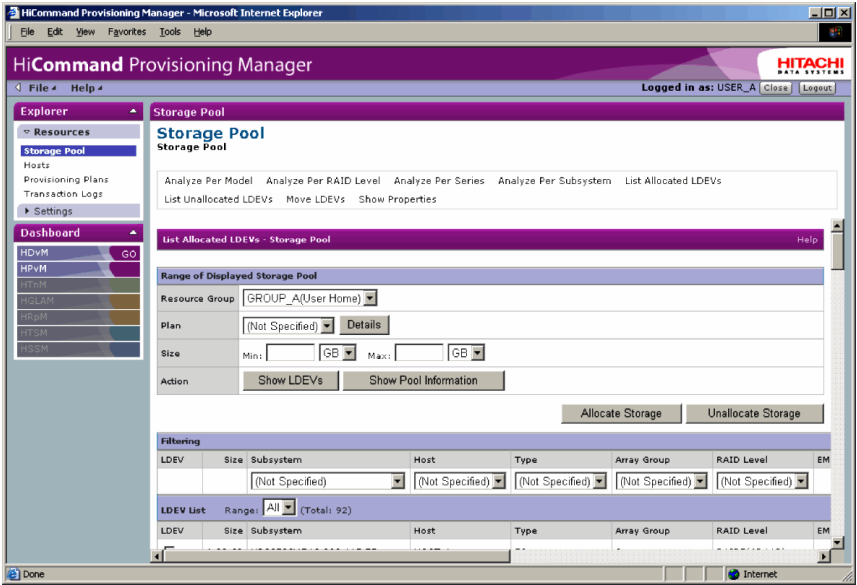 HiCommand Provisioning Manager - Microsoft Internet Explorer
File Edit View Favorites Tools Help
HiCommand Provisioning Manager
HITACHI
DATA SYSTEMS
File Help
Logged in as: USER_A Close Logout
Explorer
Resources
Storage Pool
Hosts
Provisioning Plans
Transaction Logs
Settings
Dashboard
HDvM GO
HPvM
HTnM
HGLAM
HRpM
HTSM
HSSM
Storage Pool
Storage Pool
Storage Pool
Analyze Per Model Analyze Per RAID Level Analyze Per Series Analyze Per Subsystem List Allocated LDEVs
List Unallocated LDEVs Move LDEVs Show Properties
List Allocated LDEVs - Storage Pool Help
Range of Displayed Storage Pool
Resource Group GROUP_A(User Home)
Plan (Not Specified) Details
Size Min: GB Max: GB
Action Show LDEVs Show Pool Information
Allocate Storage Unallocate Storage
Filtering
LDEV Size Subsystem Host Type Array Group RAID Level EM
(Not Specified) (Not Specified) (Not Specified) (Not Specified) (Not Specified)
LDEV List Range: All (Total: 92)
LDEV Size Subsystem Host Type Array Group RAID Level EM
Done Internet